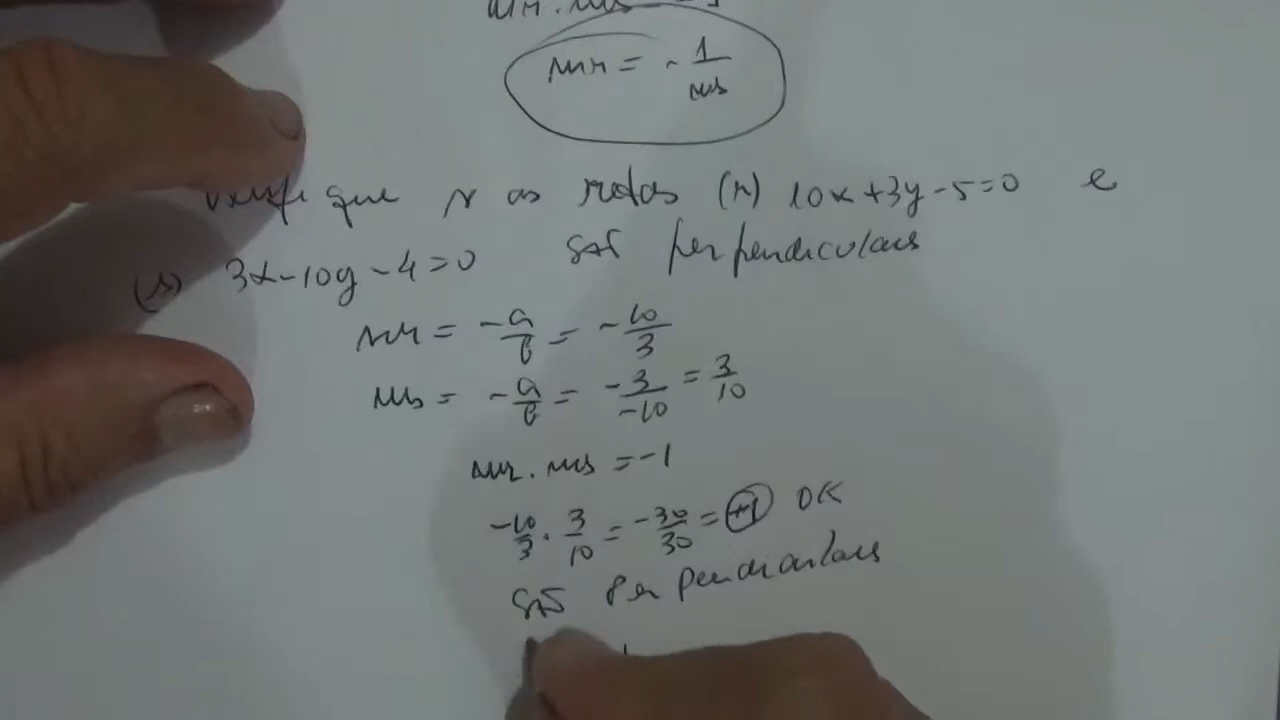 mr = - 1/ms
verifique se as retas (r) 10x+3y-5=0 e
(s) 3x-10y-4=0 são perpendiculares
mr = -a/b = -10/3
ms = -a/b = -3/-10 = 3/10
mr . ms = -1
-10/3 . 3/10 = -30/30 = -1 OK
são perpendiculares